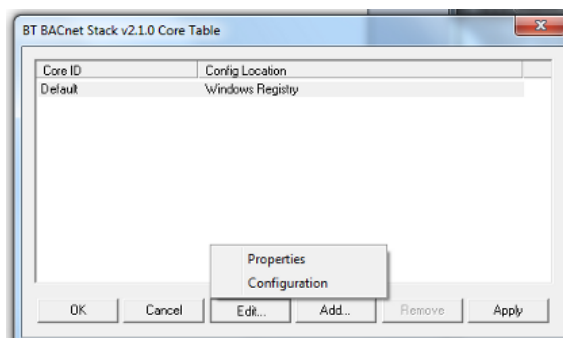 BT BACnet Stack v2.1.0 Core Table
Core ID Config Location
Default Windows Registry
Properties
Configuration
OK Cancel Edit... Add... Remove Apply